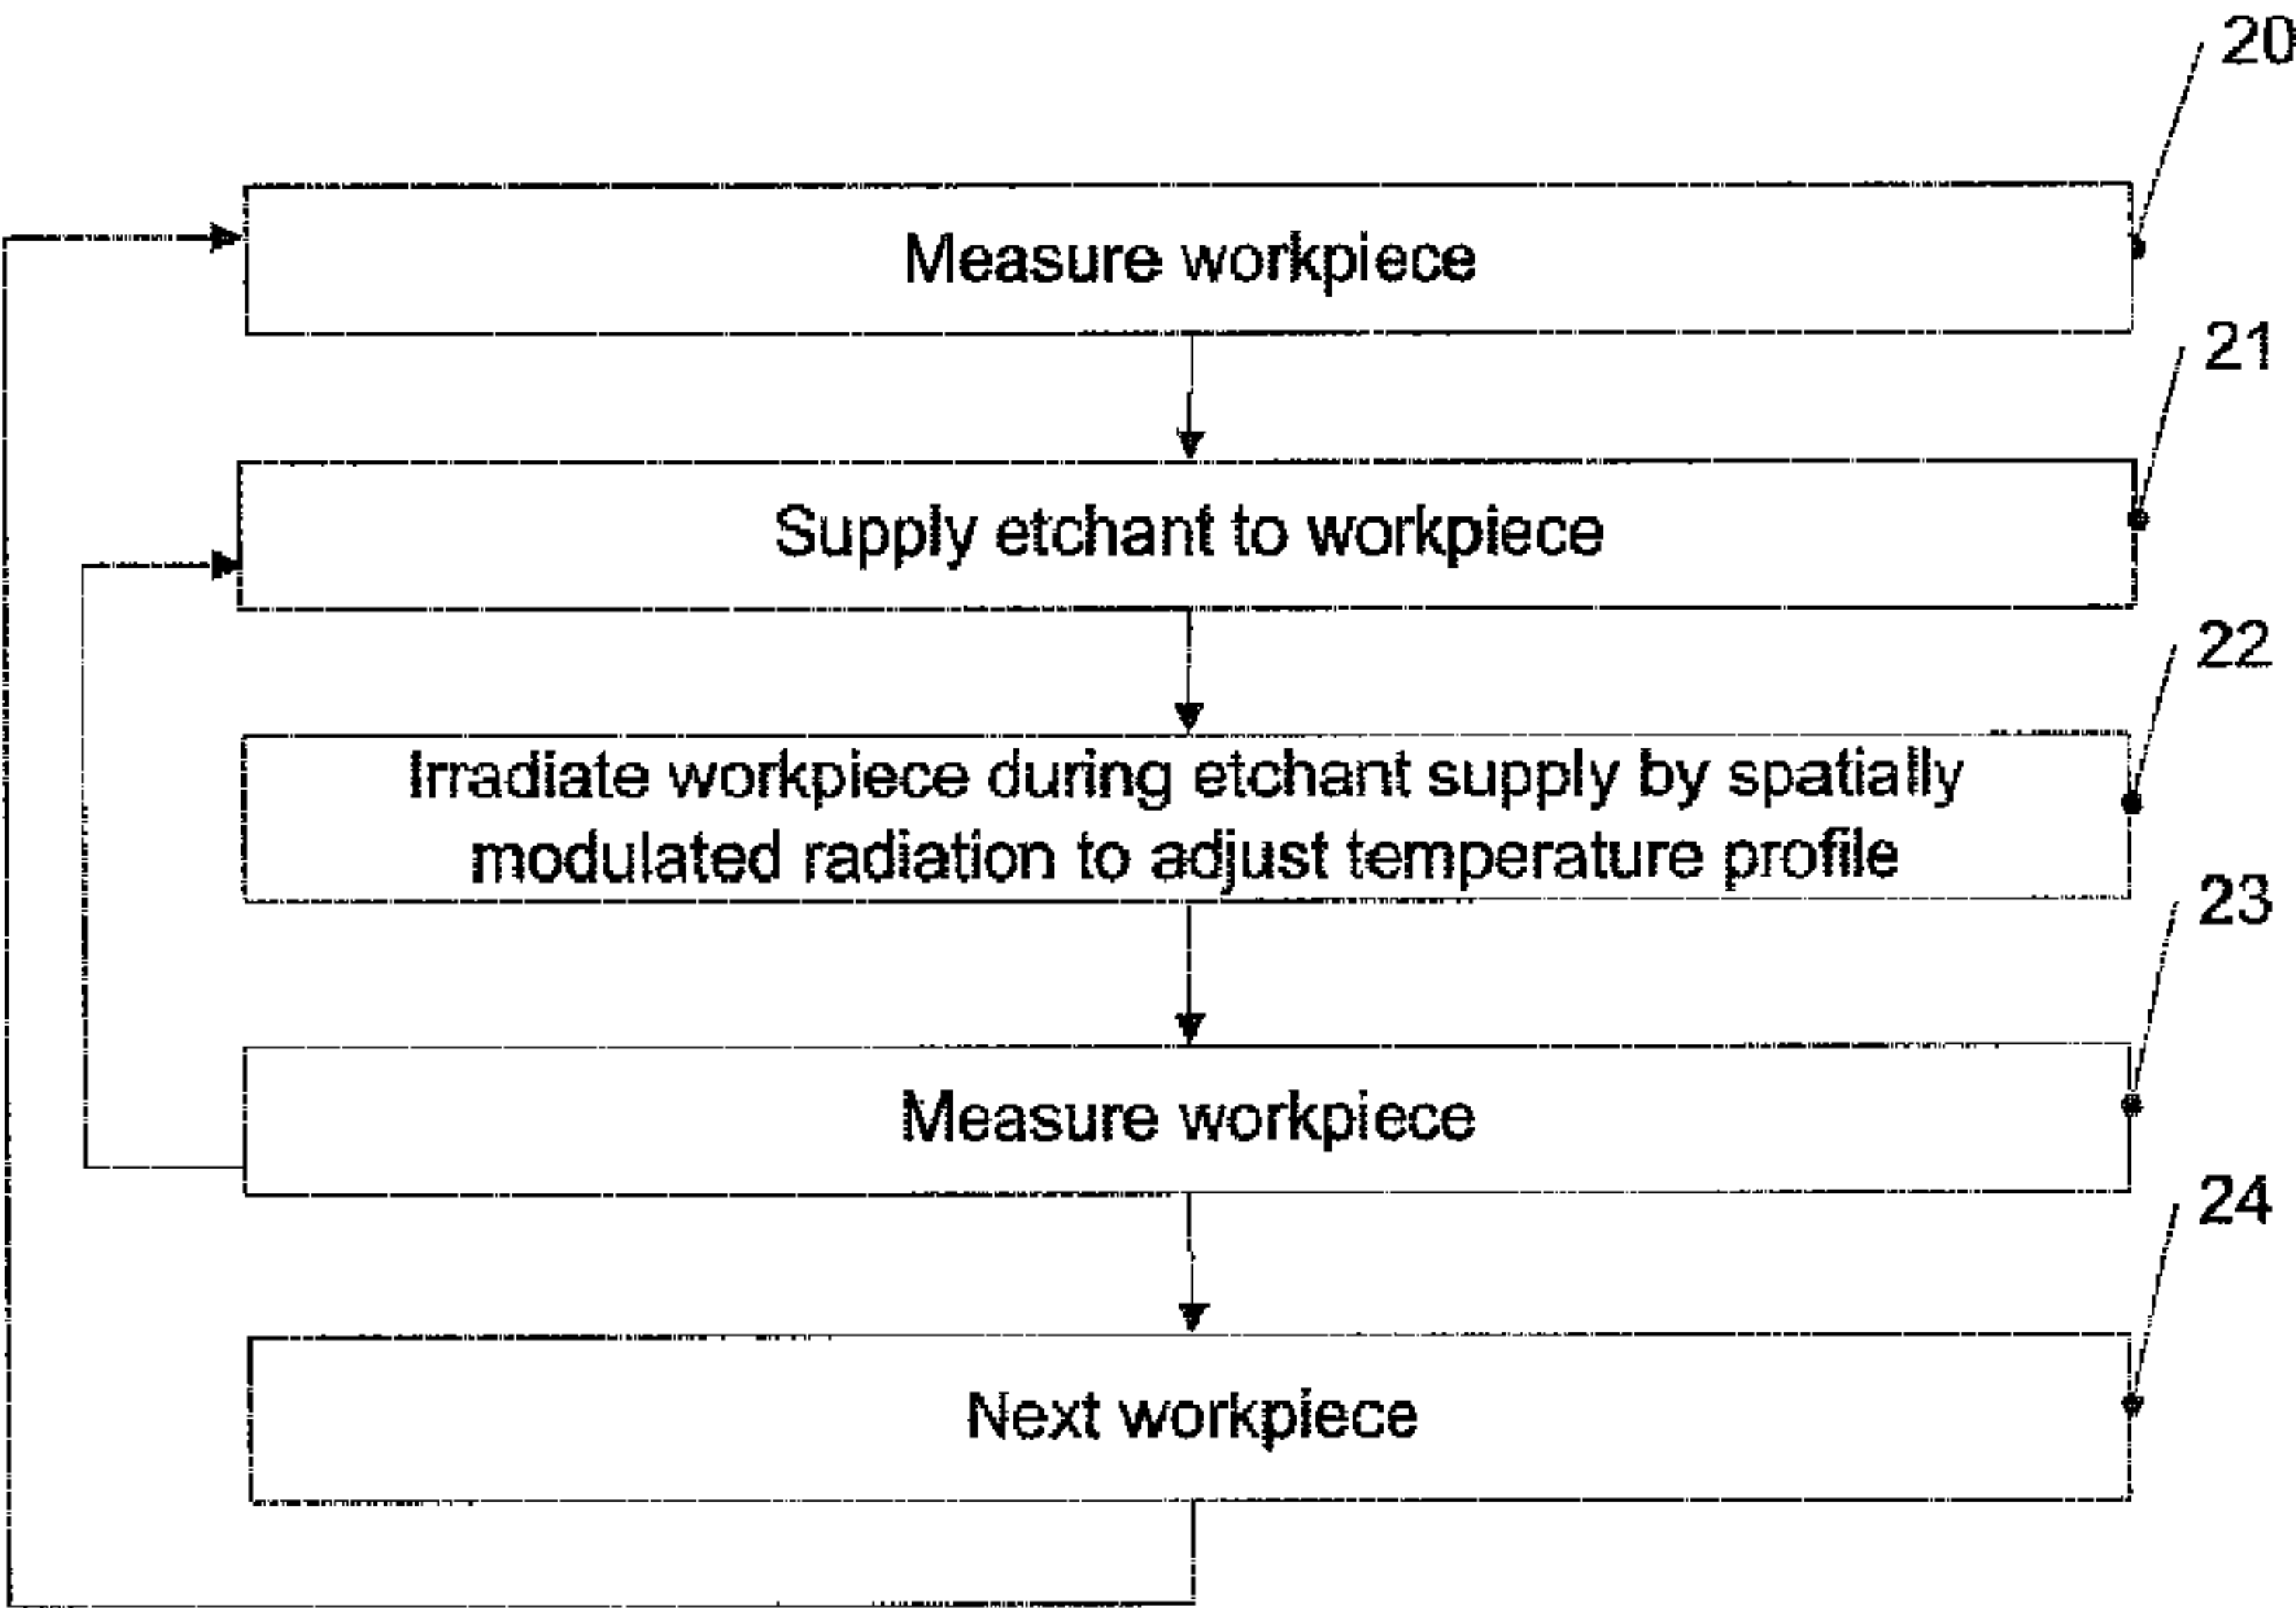 20
Measure workpiece
21
Supply etchant to workpiece
22
Irradiate workpiece during etchant supply by spatially
modulated radiation to adjust temperature profile
23
Measure workpiece
24
Next workpiece